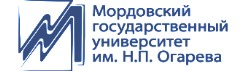 Мордовский
государственный
университет
им. Н.П. Огарева